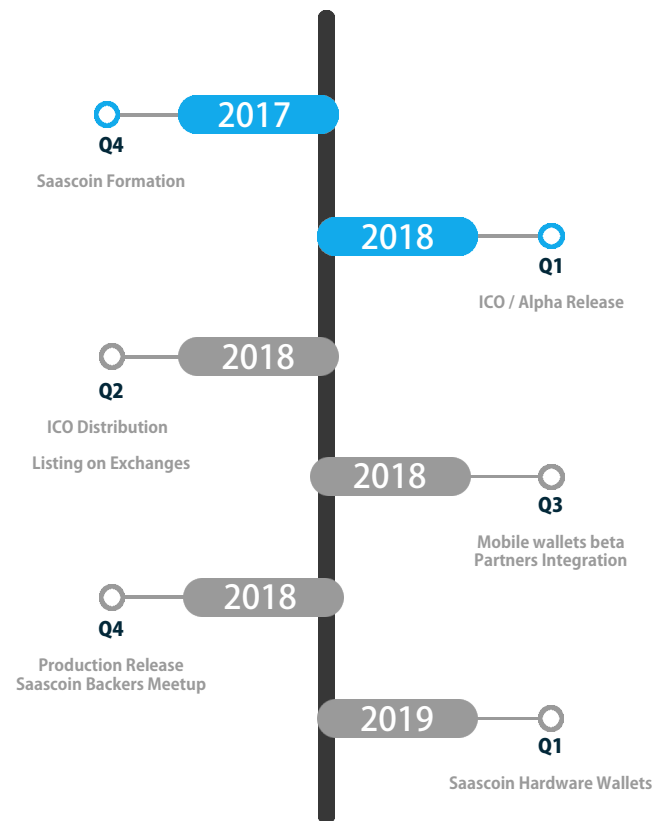 2017
Q4
Saascoin Formation
2018
Q1
ICO / Alpha Release
2018
Q2
ICO Distribution
Listing on Exchanges
2018
Q3
Mobile wallets beta
Partners Integration
2018
Q4
Production Release
Saascoin Backers Meetup
2019
Q1
Saascoin Hardware Wallets